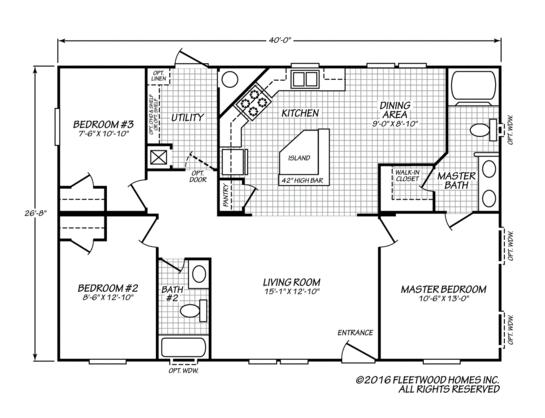 40'-0"
OPT.
LINEN
OPT. OVHD & SHELF
UTILITY
KITCHEN
DINING
AREA
9'-0" X 8'-10"
OPT. WDW.
BEDROOM #3
7'-6" X 10'-10"
ISLAND
42" HIGH BAR
OPT.
DOOR
PANTRY
WALK-IN
CLOSET
MASTER
BATH
26'-8"
OPT. WDW.
BEDROOM #2
8'-6" X 12'-10"
BATH
#2
LIVING ROOM
15'-1" X 12'-10"
MASTER BEDROOM
10'-6" X 13'-0"
ENTRANCE
OPT. WDW.
OPT. WDW.
©2016 FLEETWOOD HOMES INC.
ALL RIGHTS RESERVED